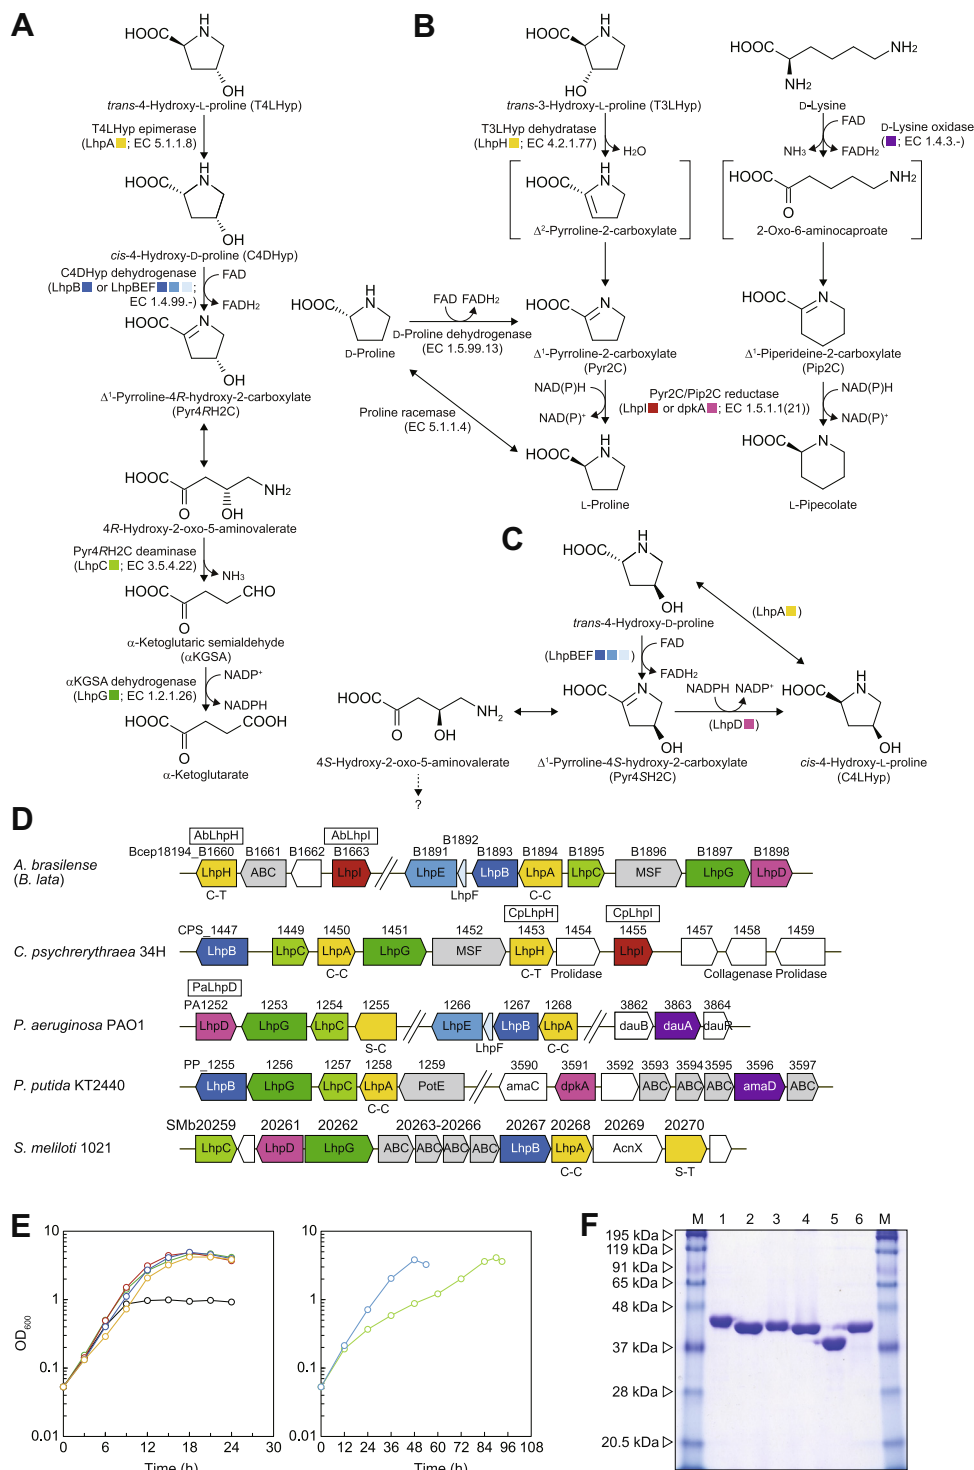 A
HOOC
H
N
OH
trans-4-Hydroxy-L-proline (T4LHyp)
T4LHyp epimerase
(LhpA ; EC 5.1.1.8)
HOOC
H
N
OH
cis-4-Hydroxy-D-proline (C4DHyp)
C4DHyp dehydrogenase
(LhpB or LhpBEF ;
EC 1.4.99.-)
FAD
FADH2
HOOC
N
OH
Δ1-Pyrroline-4R-hydroxy-2-carboxylate
(Pyr4RH2C)
HOOC
NH2
O
OH
4R-Hydroxy-2-oxo-5-aminovalerate
Pyr4RH2C deaminase
(LhpC ; EC 3.5.4.22)
NH3
HOOC
CHO
O
α-Ketoglutaric semialdehyde
(αKGSA)
αKGSA dehydrogenase
(LhpG ; EC 1.2.1.26)
NADP+
NADPH
HOOC
COOH
O
α-Ketoglutarate
B
HOOC
H
N
HO
trans-3-Hydroxy-L-proline (T3LHyp)
T3LHyp dehydratase
(LhpH ; EC 4.2.1.77)
H2O
HOOC
H
N
Δ2-Pyrroline-2-carboxylate
HOOC
N
Δ1-Pyrroline-2-carboxylate
(Pyr2C)
HOOC
H
N
D-Proline
FAD FADH2
D-Proline dehydrogenase
(EC 1.5.99.13)
Proline racemase
(EC 5.1.1.4)
NAD(P)H
NAD(P)+
Pyr2C/Pip2C reductase
(LhpI or dpkA ; EC 1.5.1.1(21))
HOOC
H
N
L-Proline
HOOC
NH2
NH2
D-Lysine
FAD
D-Lysine oxidase
( ; EC 1.4.3.-)
NH3
FADH2
HOOC
NH2
O
2-Oxo-6-aminocaproate
HOOC
N
Δ1-Piperideine-2-carboxylate
(Pip2C)
NAD(P)H
NAD(P)+
HOOC
N
L-Pipecolate
C
HOOC
H
N
OH
trans-4-Hydroxy-D-proline
(LhpA )
(LhpBEF )
FAD
FADH2
HOOC
NH2
O
OH
4S-Hydroxy-2-oxo-5-aminovalerate
?
HOOC
N
OH
Δ1-Pyrroline-4S-hydroxy-2-carboxylate
(Pyr4SH2C)
NADPH NADP+
(LhpD )
HOOC
H
N
OH
cis-4-Hydroxy-L-proline
(C4LHyp)
D
AbLhpH AbLhpI
Bcep18194_B1660 B1661 B1662 B1663 B1891 B1892 B1893 B1894 B1895 B1896 B1897 B1898
A. brasilense
(B. lata)
LhpH ABC LhpI LhpE LhpB LhpA LhpC MSF LhpG LhpD
C-T LhpF C-C
CpLhpH CpLhpI
CPS_1447 1449 1450 1451 1452 1453 1454 1455 1457 1458 1459
C. psychrerythraea 34H
LhpB LhpC LhpA LhpG MSF LhpH LhpI
C-C C-T Prolidase Collagenase Prolidase
PaLhpD
PA1252 1253 1254 1255 1266 1267 1268 3862 3863 3864
P. aeruginosa PAO1
LhpD LhpG LhpC LhpE LhpB LhpA dauB dauA dauR
S-C LhpF C-C
PP_1255 1256 1257 1258 1259 3590 3591 3592 3593 3594 3595 3596 3597
P. putida KT2440
LhpB LhpG LhpC LhpA PotE amaC dpkA ABC ABC ABC amaD ABC
C-C
SMb20259 20261 20262 20263-20266 20267 20268 20269 20270
S. meliloti 1021
LhpC LhpD LhpG ABC ABC ABC ABC LhpB LhpA AcnX
C-C S-T
E
OD600
10
1
0.1
0.01
0 6 12 18 24 30
Time (h)
10
1
0.1
0.01
0 12 24 36 48 60 72 84 96 108
Time (h)
F
M 1 2 3 4 5 6 M
195 kDa
119 kDa
91 kDa
65 kDa
48 kDa
37 kDa
28 kDa
20.5 kDa